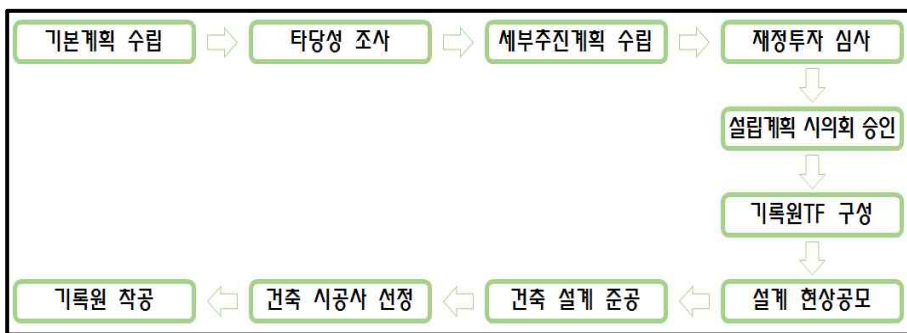 기본계획 수립
타당성 조사
세부추진계획 수립
재정투자 심사
설립계획 시의회 승인
기록원TF 구성
설계 현상공모
건축 설계 준공
건축 시공사 선정
기록원 착공